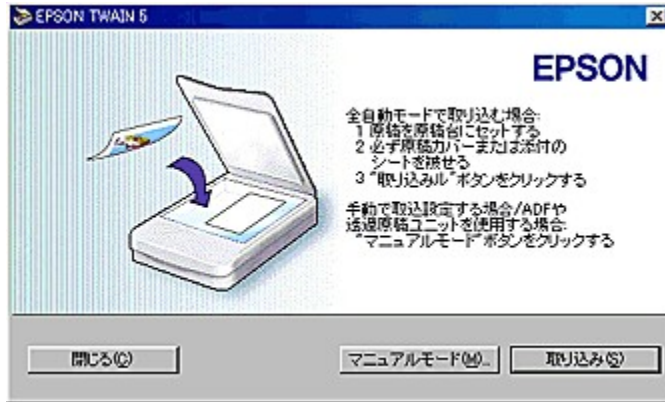 EPSON TWAIN 5
EPSON
全自動モードで取り込む場合:
1 原稿を原稿台にセットする
2 必ず原稿カバーまたは添付の
シートを被せる
3 "取り込みル"ボタンをクリックする
手動で取込設定する場合/ADFや
透過原稿ユニットを使用する場合:
"マニュアルモード"ボタンをクリックする
閉じる(C)
マニュアルモード(M)...
取り込み(S)